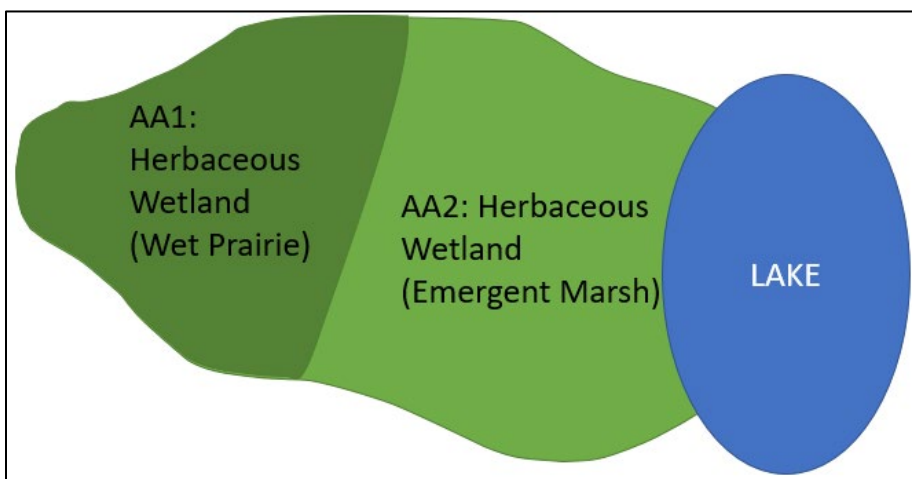 AA1:
Herbaceous
Wetland
(Wet Prairie)
AA2: Herbaceous
Wetland
(Emergent Marsh)
LAKE